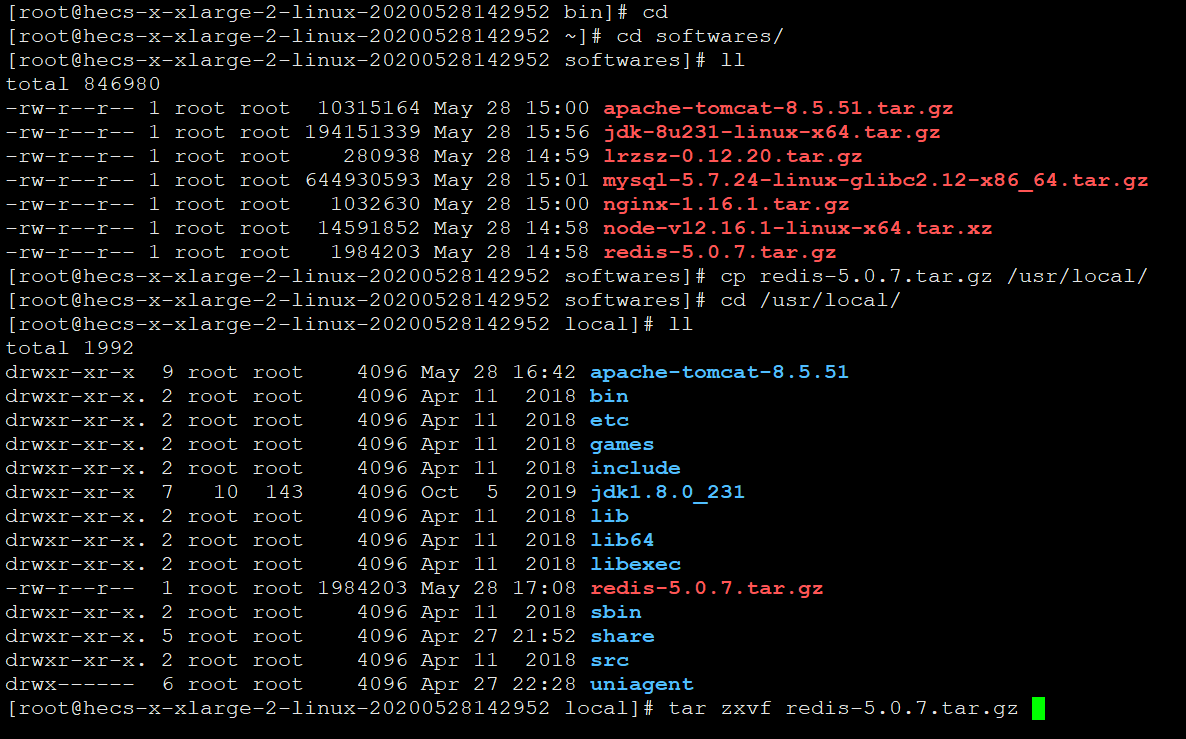 [root@hecs-x-xlarge-2-linux-20200528142952 bin]# cd
[root@hecs-x-xlarge-2-linux-20200528142952 ~]# cd softwares/
[root@hecs-x-xlarge-2-linux-20200528142952 softwares]# ll
total 846980
-rw-r--r-- 1 root root  10315164 May 28 15:00 apache-tomcat-8.5.51.tar.gz
-rw-r--r-- 1 root root 194151339 May 28 15:56 jdk-8u231-linux-x64.tar.gz
-rw-r--r-- 1 root root    280938 May 28 14:59 lrzsz-0.12.20.tar.gz
-rw-r--r-- 1 root root 644930593 May 28 15:01 mysql-5.7.24-linux-glibc2.12-x86_64.tar.gz
-rw-r--r-- 1 root root   1032630 May 28 15:00 nginx-1.16.1.tar.gz
-rw-r--r-- 1 root root  14591852 May 28 14:58 node-v12.16.1-linux-x64.tar.xz
-rw-r--r-- 1 root root   1984203 May 28 14:58 redis-5.0.7.tar.gz
[root@hecs-x-xlarge-2-linux-20200528142952 softwares]# cp redis-5.0.7.tar.gz /usr/local/
[root@hecs-x-xlarge-2-linux-20200528142952 softwares]# cd /usr/local/
[root@hecs-x-xlarge-2-linux-20200528142952 local]# ll
total 1992
drwxr-xr-x  9 root root    4096 May 28 16:42 apache-tomcat-8.5.51
drwxr-xr-x. 2 root root    4096 Apr 11  2018 bin
drwxr-xr-x. 2 root root    4096 Apr 11  2018 etc
drwxr-xr-x. 2 root root    4096 Apr 11  2018 games
drwxr-xr-x. 2 root root    4096 Apr 11  2018 include
drwxr-xr-x  7   10  143    4096 Oct  5  2019 jdk1.8.0_231
drwxr-xr-x. 2 root root    4096 Apr 11  2018 lib
drwxr-xr-x. 2 root root    4096 Apr 11  2018 lib64
drwxr-xr-x. 2 root root    4096 Apr 11  2018 libexec
-rw-r--r--  1 root root 1984203 May 28 17:08 redis-5.0.7.tar.gz
drwxr-xr-x. 2 root root    4096 Apr 11  2018 sbin
drwxr-xr-x. 5 root root    4096 Apr 27 21:52 share
drwxr-xr-x. 2 root root    4096 Apr 11  2018 src
drwx------  6 root root    4096 Apr 27 22:28 uniagent
[root@hecs-x-xlarge-2-linux-20200528142952 local]# tar zxvf redis-5.0.7.tar.gz